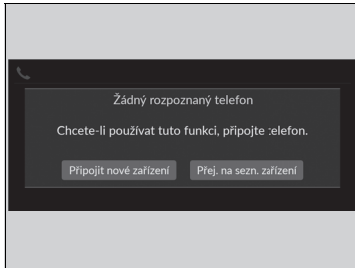 Žádný rozpoznaný telefon
Chcete-li používat tuto funkci, připojte :elefon.
Připojit nové zařízení
Přej. na sezn. zařízení